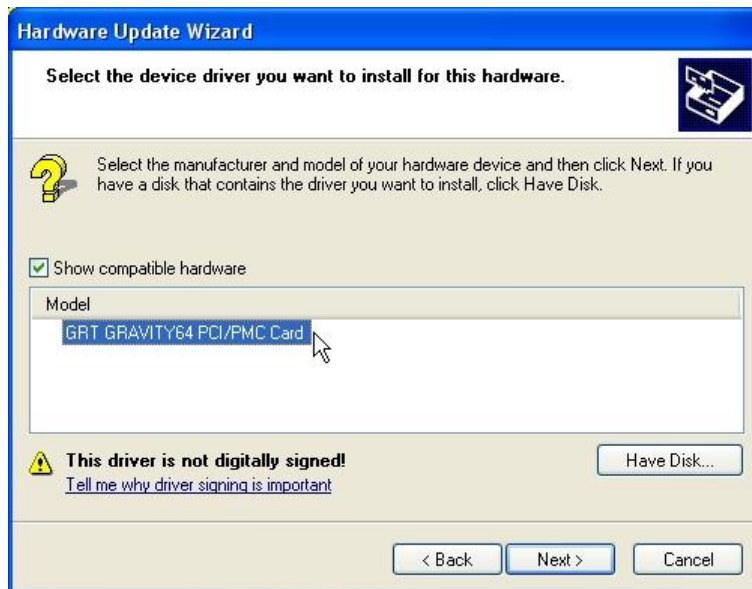 Hardware Update Wizard
Select the device driver you want to install for this hardware.
Select the manufacturer and model of your hardware device and then click Next. If you
have a disk that contains the driver you want to install, click Have Disk.
Show compatible hardware
Model
GRT GRAVITY64 PCI/PMC Card
This driver is not digitally signed!
Tell me why driver signing is important
Have Disk...
< Back
Next >
Cancel